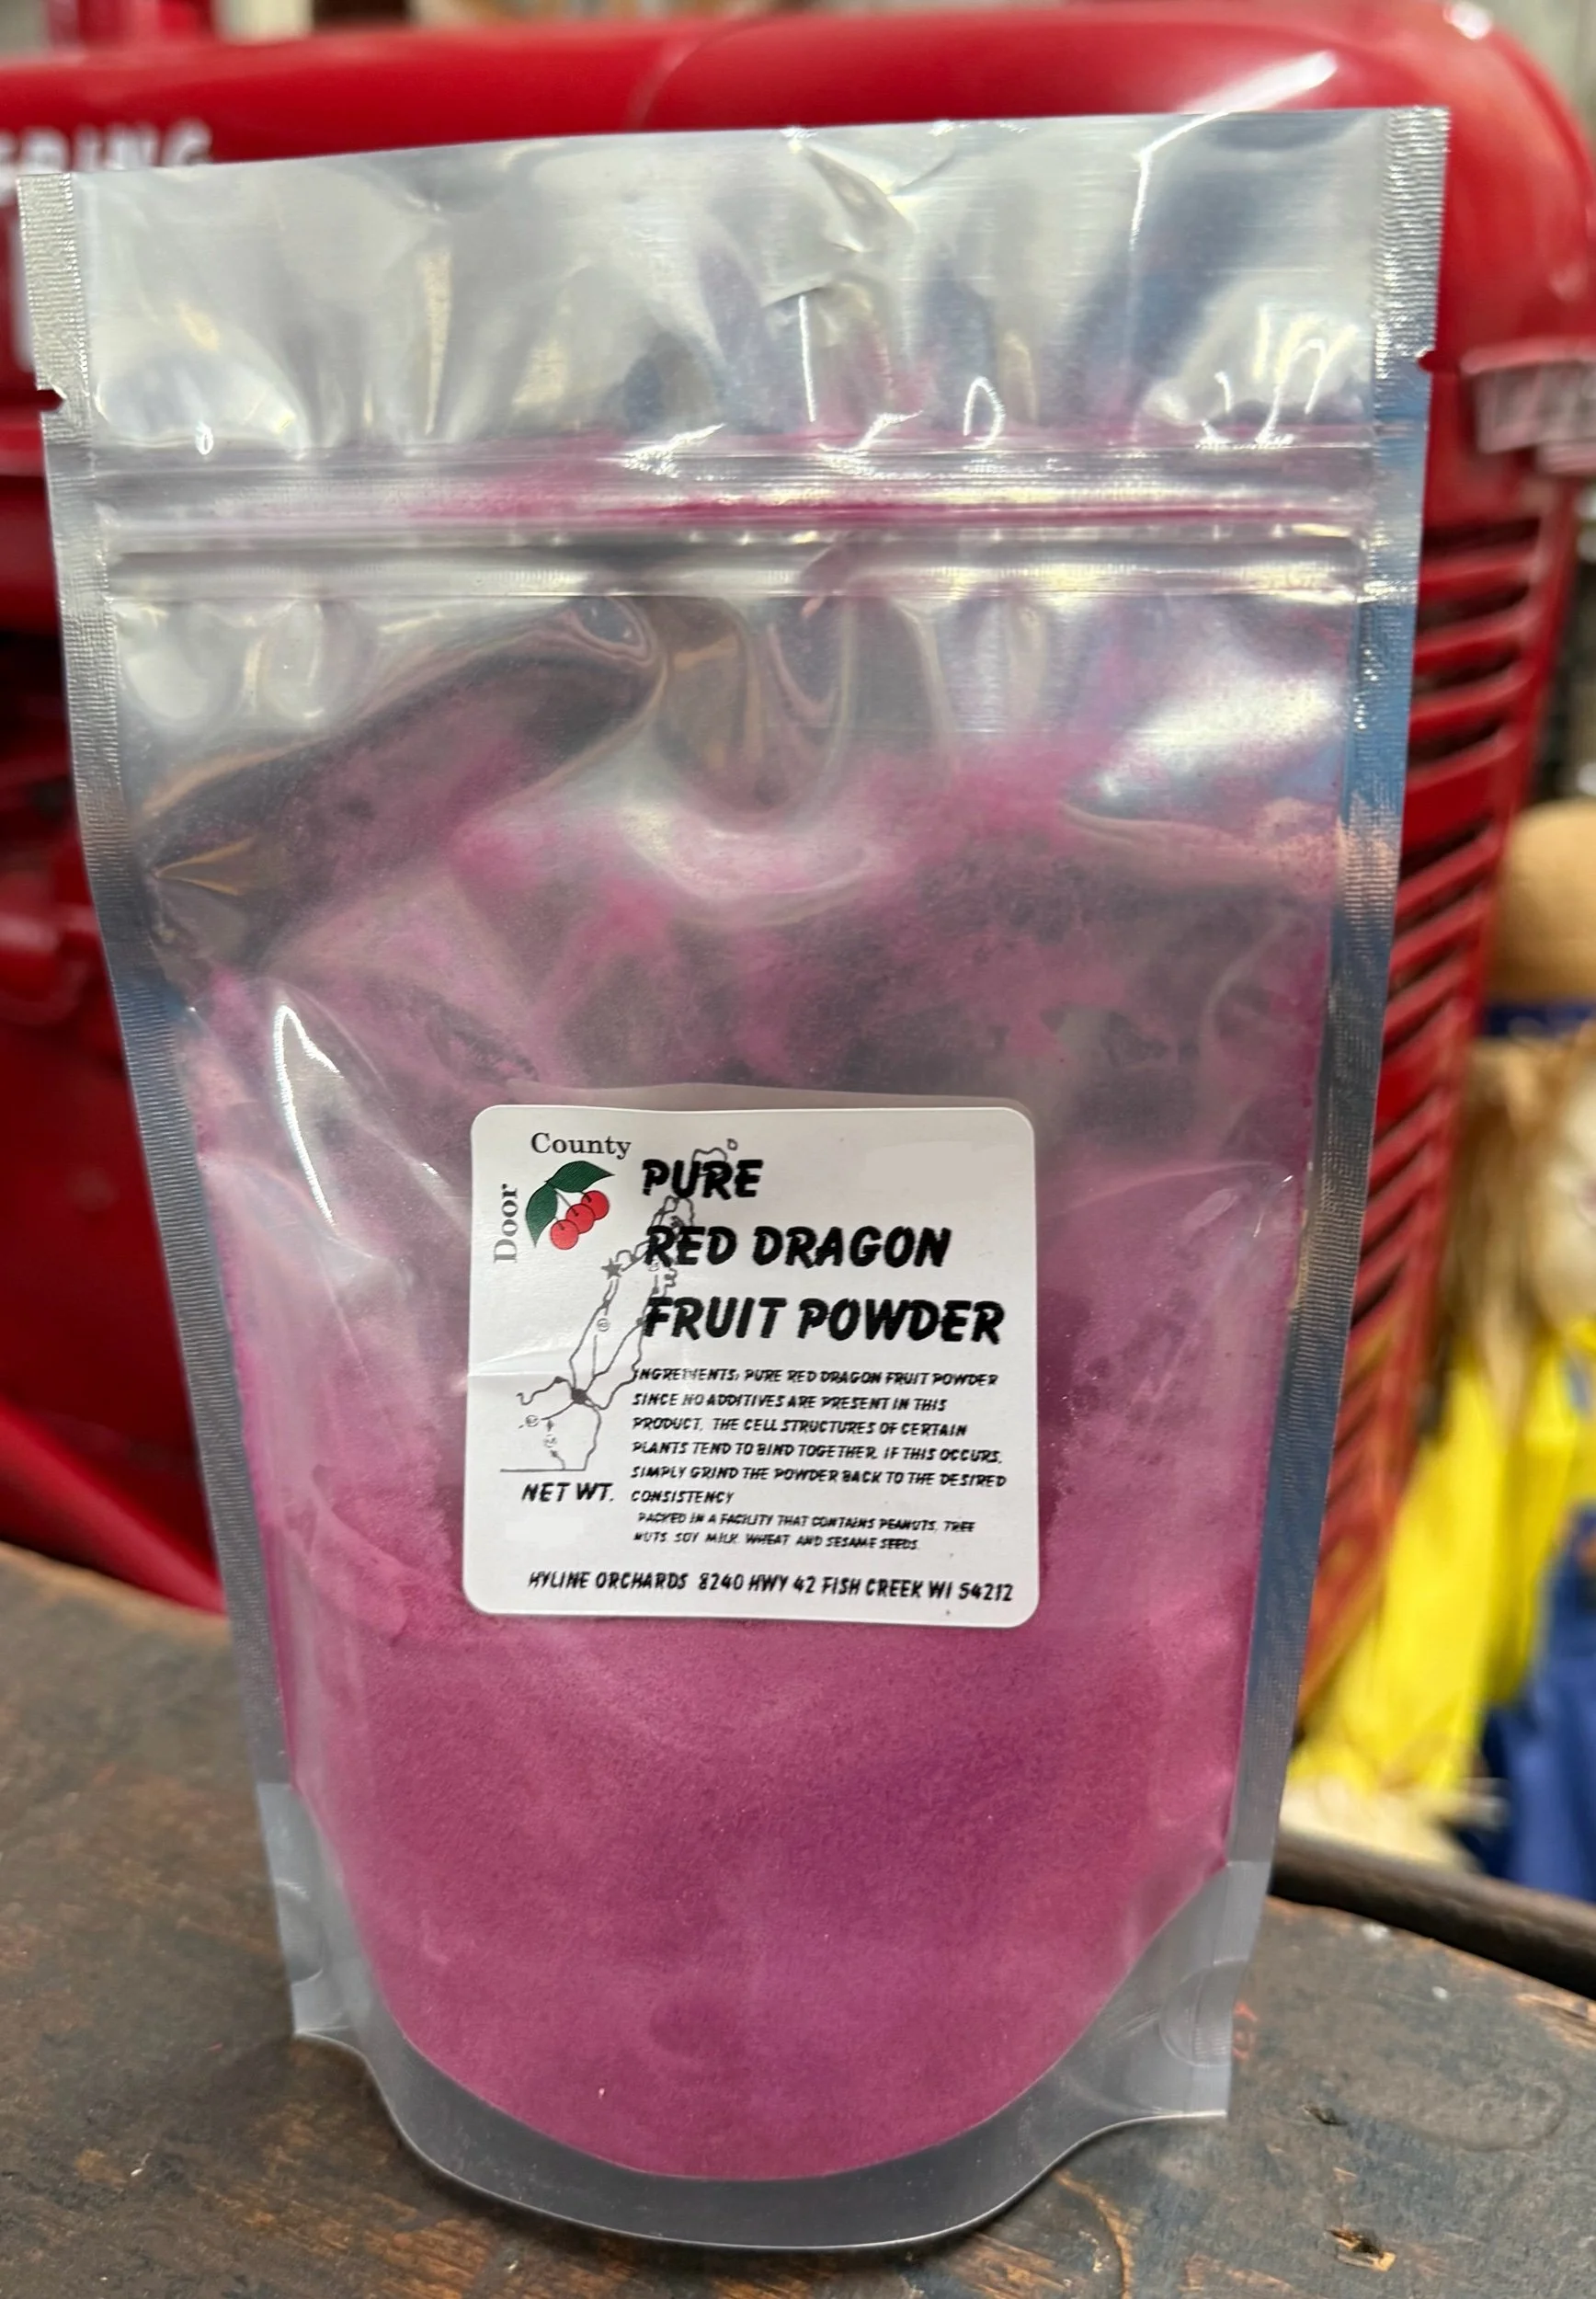 County
Door
PURE
RED DRAGON
FRUIT POWDER
INGREDIENTS: PURE RED DRAGON FRUIT POWDER
SINCE NO ADDITIVES ARE PRESENT IN THIS
PRODUCT, THE CELL STRUCTURES OF CERTAIN
PLANTS TEND TO BIND TOGETHER. IF THIS OCCURS,
SIMPLY GRIND THE POWDER BACK TO THE DESIRED
CONSISTENCY
NET WT.
PACKED IN A FACILITY THAT CONTAINS PEANUTS, TREE
NUTS, SOY, MILK, WHEAT AND SESAME SEEDS.
HYLINE ORCHARDS 8240 HWY 42 FISH CREEK WI 54212